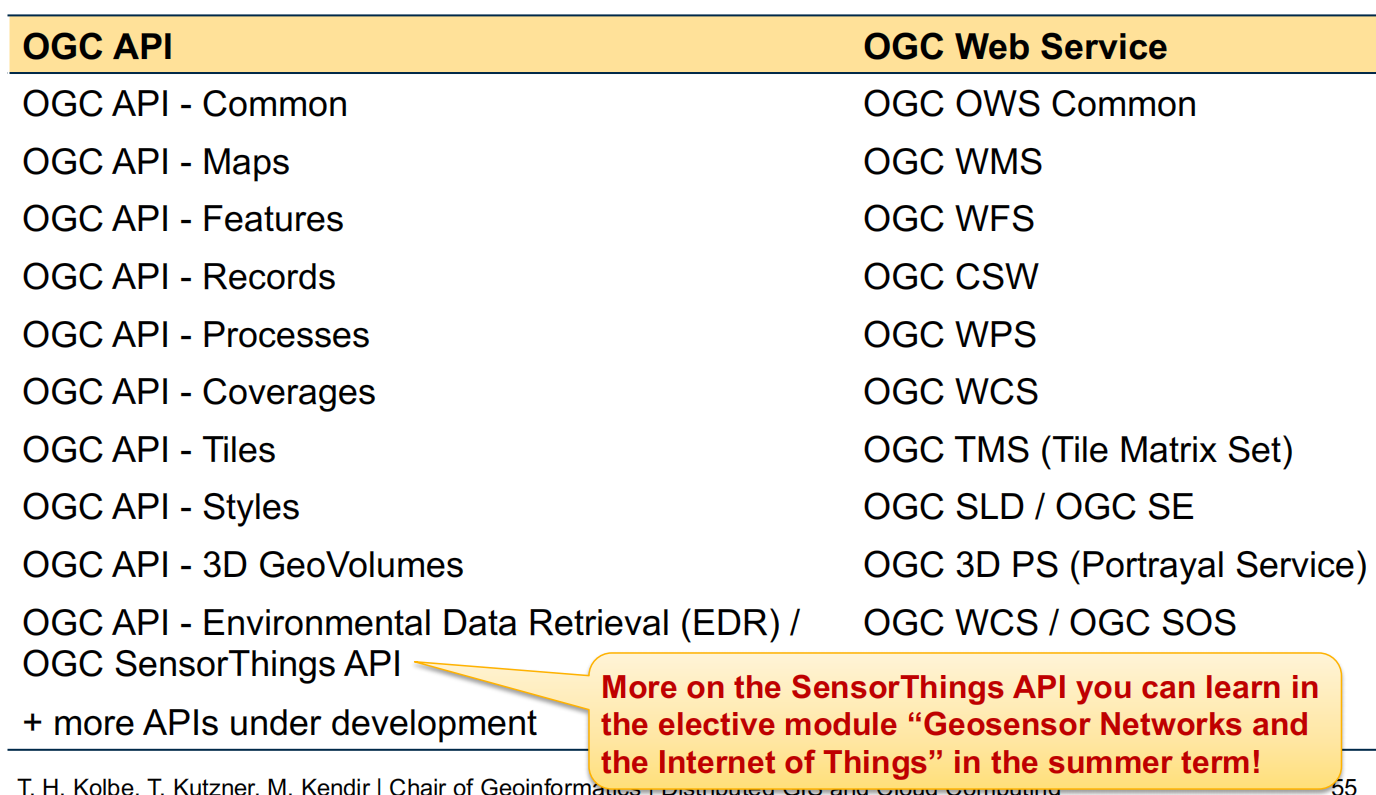 OGC API OGC Web Service
OGC API - Common OGC OWS Common
OGC API - Maps OGC WMS
OGC API - Features OGC WFS
OGC API - Records OGC CSW
OGC API - Processes OGC WPS
OGC API - Coverages OGC WCS
OGC API - Tiles OGC TMS (Tile Matrix Set)
OGC API - Styles OGC SLD / OGC SE
OGC API - 3D GeoVolumes OGC 3D PS (Portrayal Service)
OGC API - Environmental Data Retrieval (EDR) / OGC WCS / OGC SOS
OGC SensorThings API
More on the SensorThings API you can learn in
the elective module “Geosensor Networks and
the Internet of Things” in the summer term!
+ more APIs under development
T. H. Kolbe, T. Kutzner, M. Kendir | Chair of Geoinformatics | Distributed GIS and Cloud Computing 55